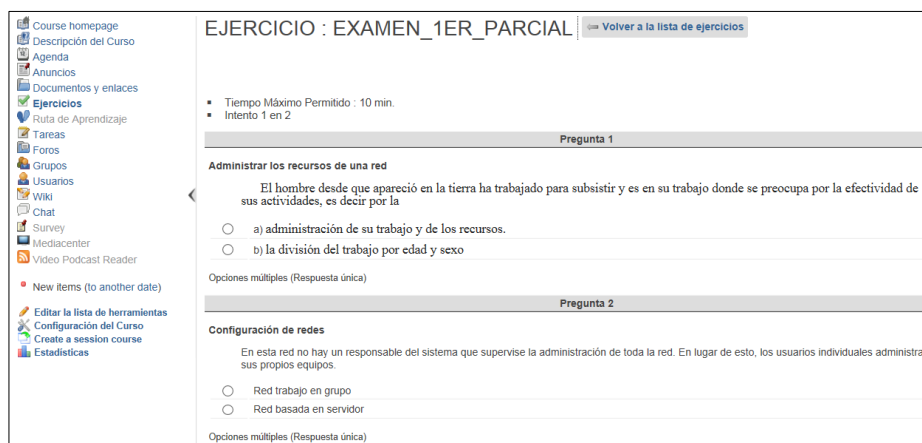 Course homepage
Descripción del Curso
Agenda
Anuncios
Documentos y enlaces
Ejercicios
Ruta de Aprendizaje
Tareas
Foros
Grupos
Usuarios
Wiki
Chat
Survey
Mediacenter
Video Podcast Reader
New items (to another date)
Editar la lista de herramientas
Configuración del Curso
Create a session course
Estadísticas
EJERCICIO : EXAMEN_1ER_PARCIAL
Volver a la lista de ejercicios
Tiempo Máximo Permitido : 10 min.
Intento 1 en 2
Pregunta 1
Administrar los recursos de una red
El hombre desde que apareció en la tierra ha trabajado para subsistir y es en su trabajo donde se preocupa por la efectividad de
sus actividades, es decir por la
a) administración de su trabajo y de los recursos.
b) la división del trabajo por edad y sexo
Opciones múltiples (Respuesta única)
Pregunta 2
Configuración de redes
En esta red no hay un responsable del sistema que supervise la administración de toda la red. En lugar de esto, los usuarios individuales administra
sus propios equipos.
Red trabajo en grupo
Red basada en servidor
Opciones múltiples (Respuesta única)